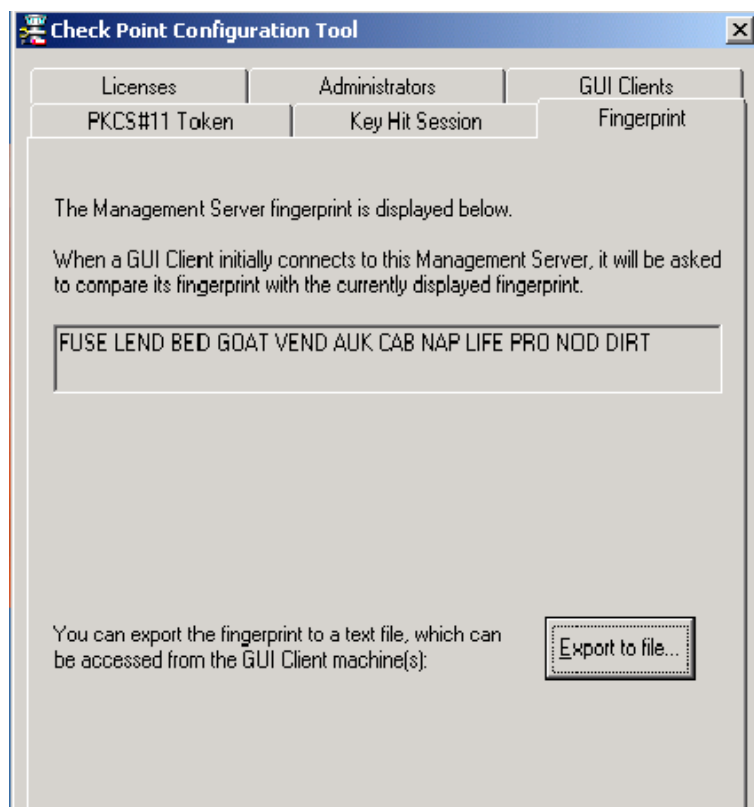 Check Point Configuration Tool
Licenses
Administrators
GUI Clients
PKCS#11 Token
Key Hit Session
Fingerprint
The Management Server fingerprint is displayed below.
When a GUI Client initially connects to this Management Server, it will be asked
to compare its fingerprint with the currently displayed fingerprint.
FUSE LEND BED GOAT VEND AUK CAB NAP LIFE PRO NOD DIRT
You can export the fingerprint to a text file, which can
be accessed from the GUI Client machine(s):
Export to file...